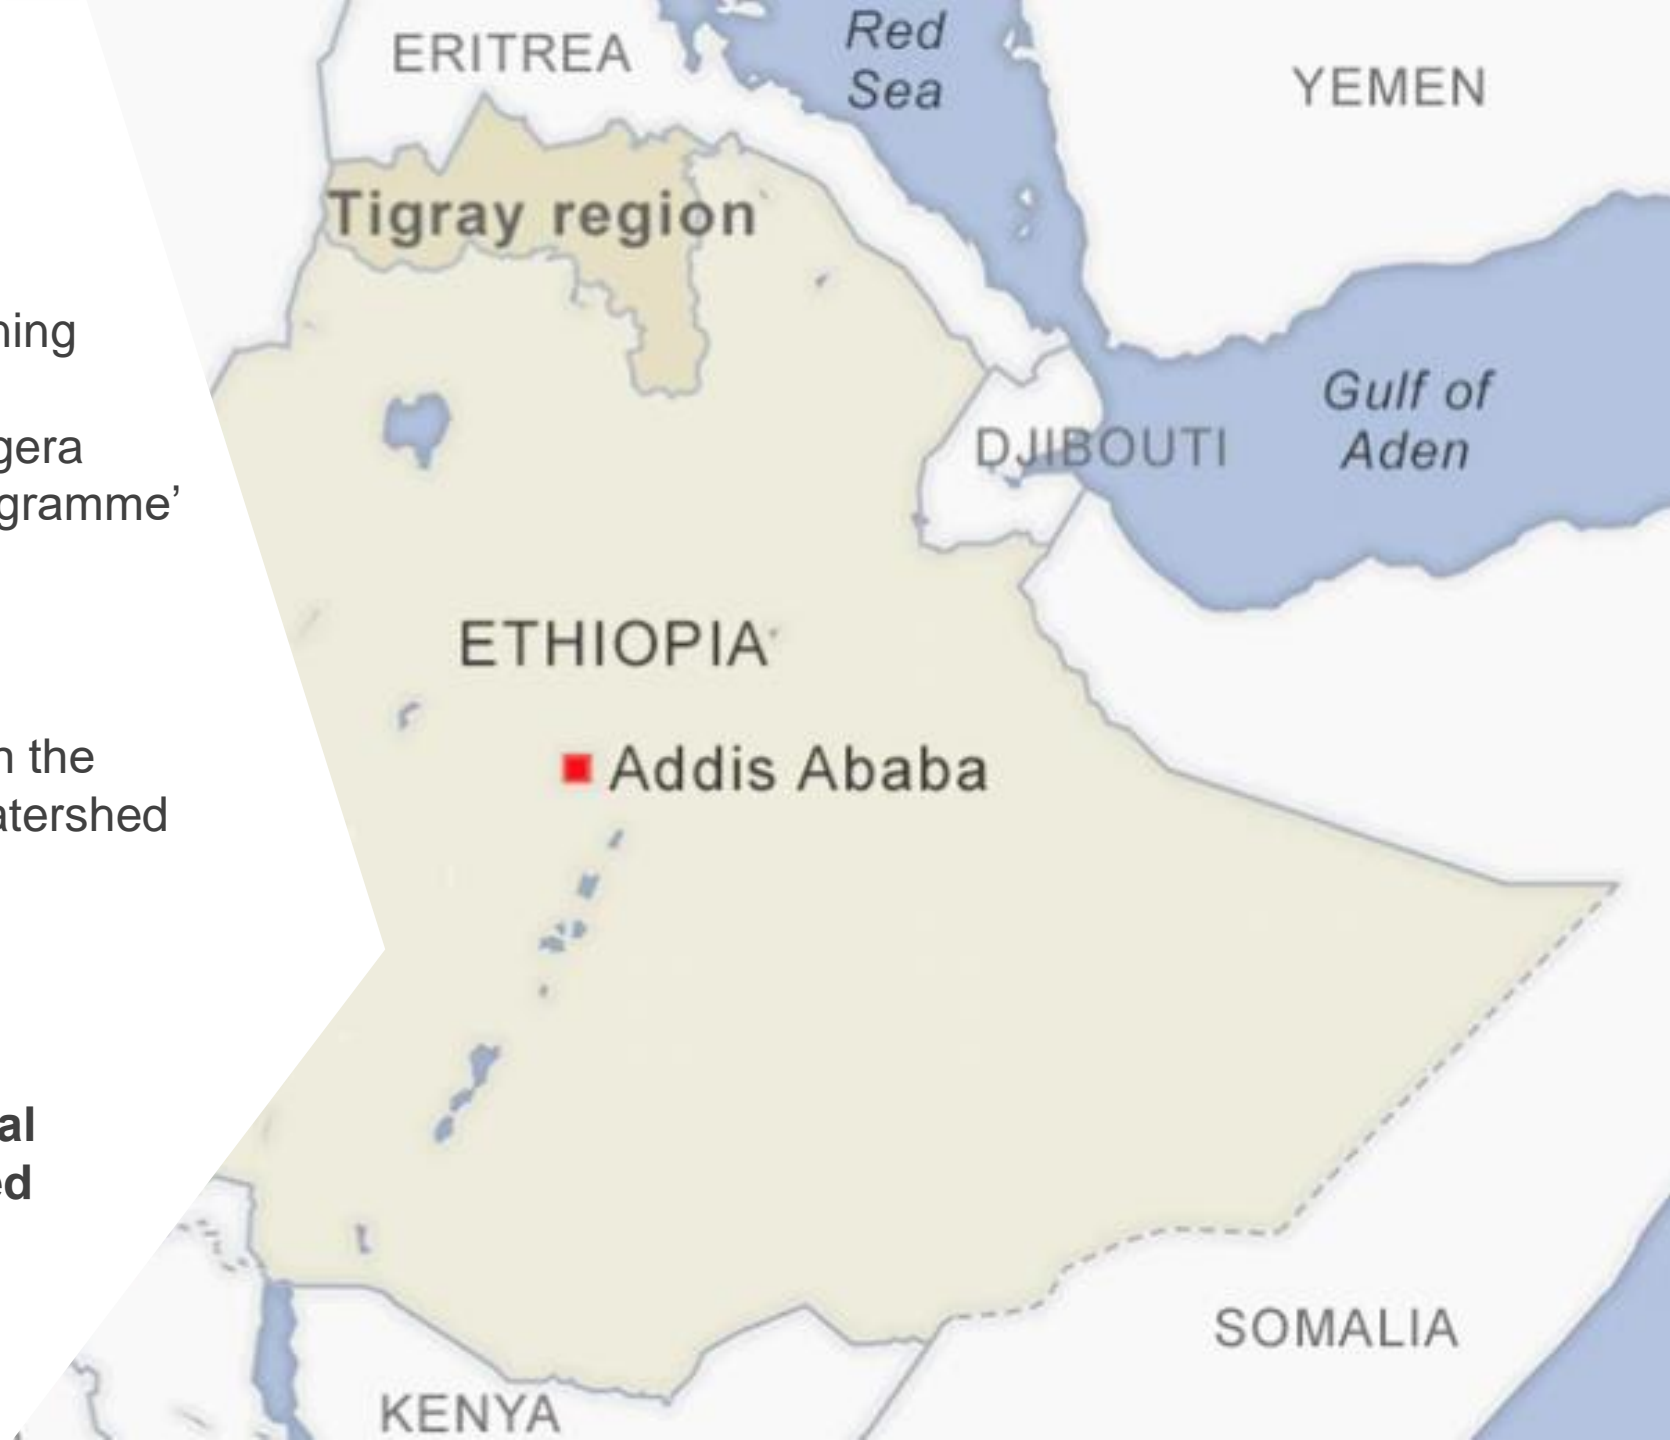 ning
gera
gramme’
n the
atershed
al
ed
ERITREA
Red
Sea
YEMEN
Tigray region
Gulf of
Aden
DJIBOUTI
ETHIOPIA
Addis Ababa
SOMALIA
KENYA